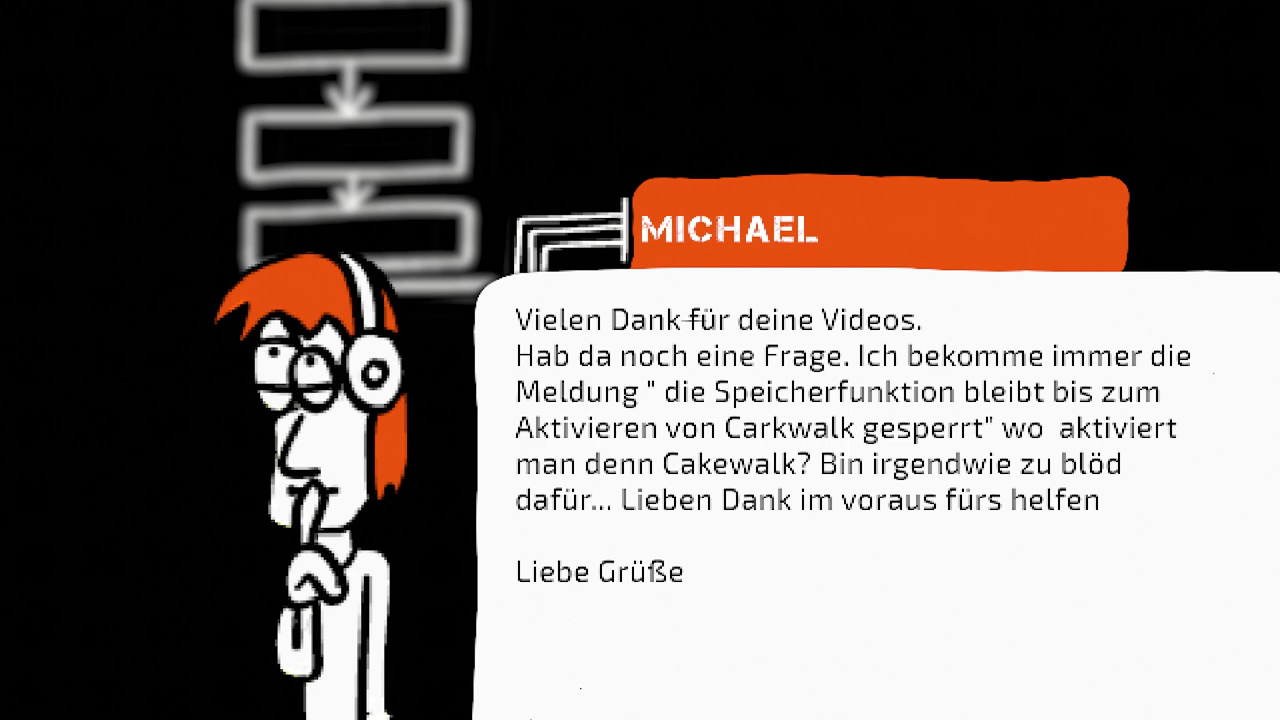 MICHAEL
Vielen Dank für deine Videos.
Hab da noch eine Frage. Ich bekomme immer die
Meldung " die Speicherfunktion bleibt bis zum
Aktivieren von Carkwalk gesperrt" wo  aktiviert
man denn Cakewalk? Bin irgendwie zu blöd
dafür... Lieben Dank im voraus fürs helfen
Liebe Grüße